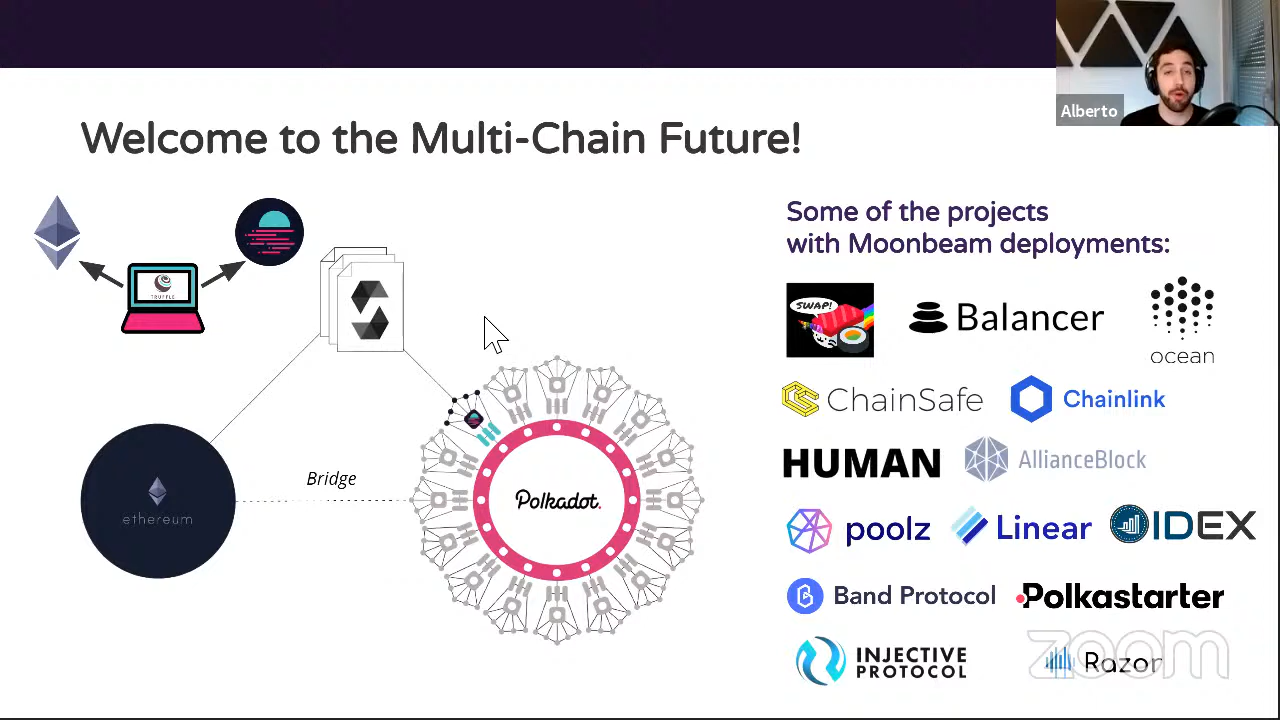 Alberto
Welcome to the Multi-Chain Future!
TRUFFLE
Bridge
ethereum
Polkadot.
Some of the projects
with Moonbeam deployments:
SWAP!
Balancer
ocean
ChainSafe
Chainlink
HUMAN
AllianceBlock
poolz
Linear
IDEX
Band Protocol
Polkastarter
INJECTIVE
PROTOCOL
Razor
zoom